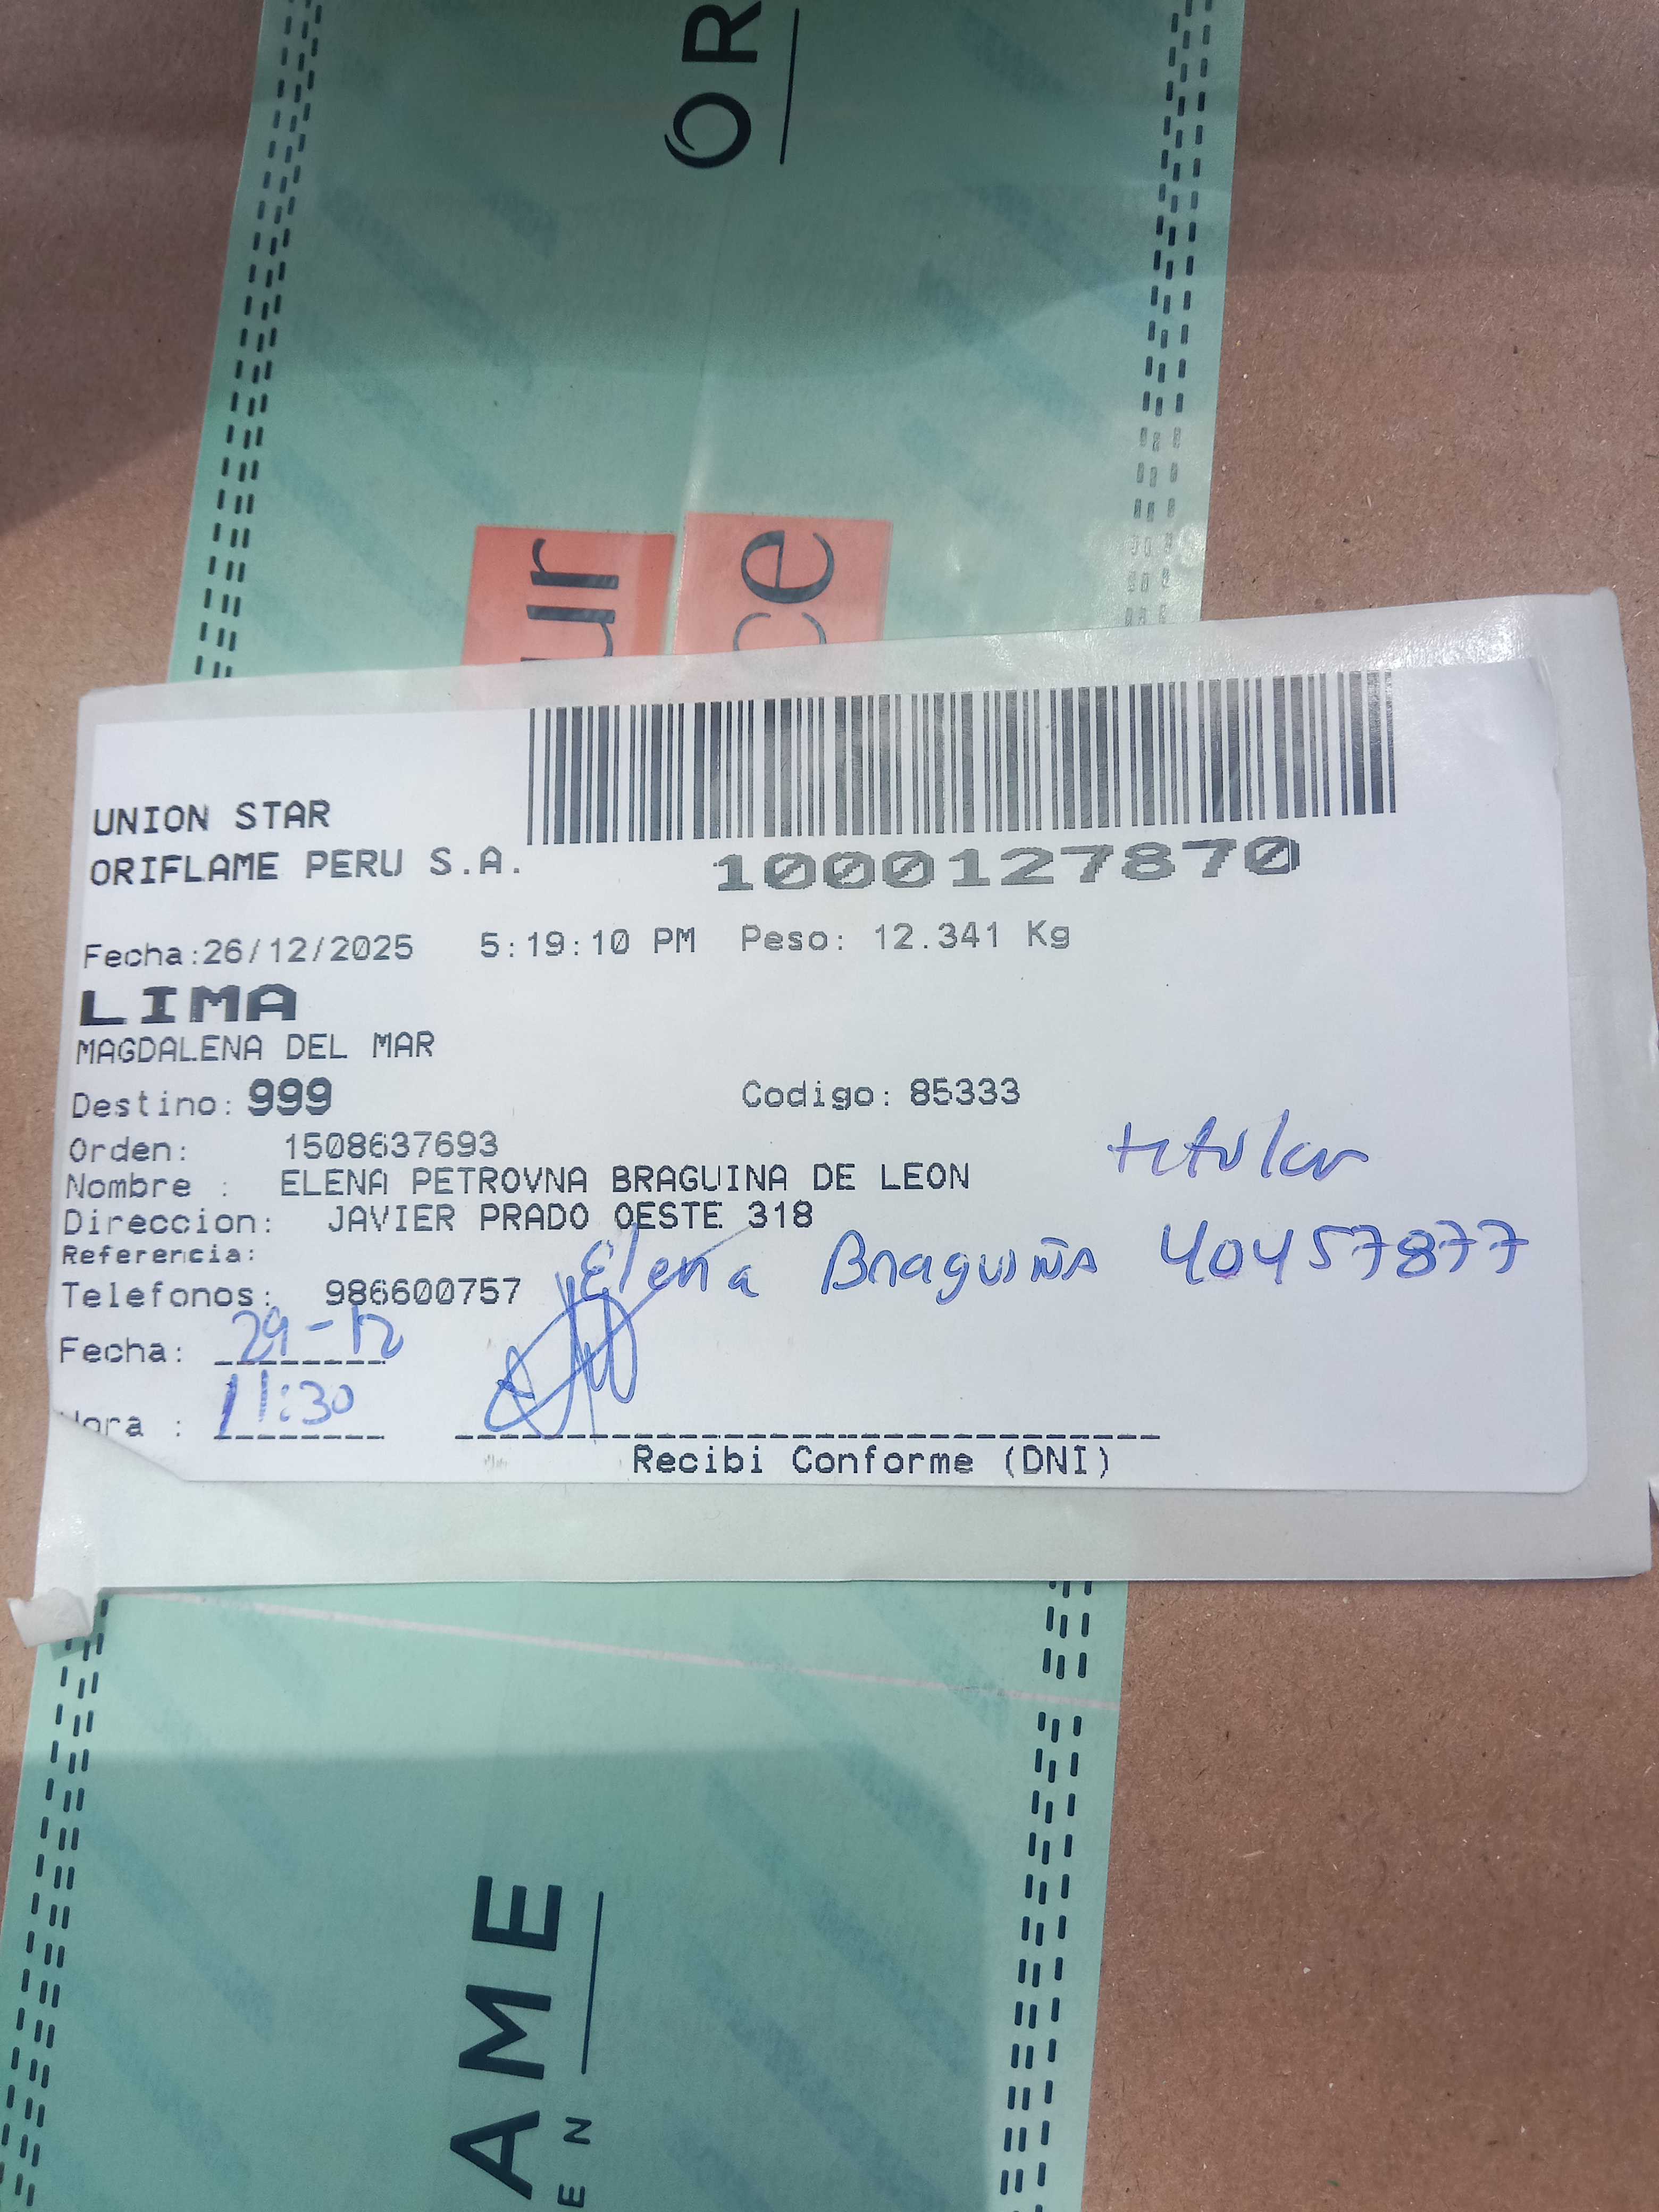 OR
ur
ce
UNION STAR
ORIFLAME PERU S.A.
1000127870
Fecha:26/12/2025 5:19:10 PM Peso: 12.341 Kg
LIMA
MAGDALENA DEL MAR
Destino: 999 Codigo: 85333
Orden: 1508637693
titular
Nombre : ELENA PETROVNA BRAGUINA DE LEON
Direccion: JAVIER PRADO OESTE 318
Referencia:
Elena Braguiña 40457877
Telefonos: 986600757
Fecha: 29-12
Hora : 11:30
Recibi Conforme (DNI)
AME
EN